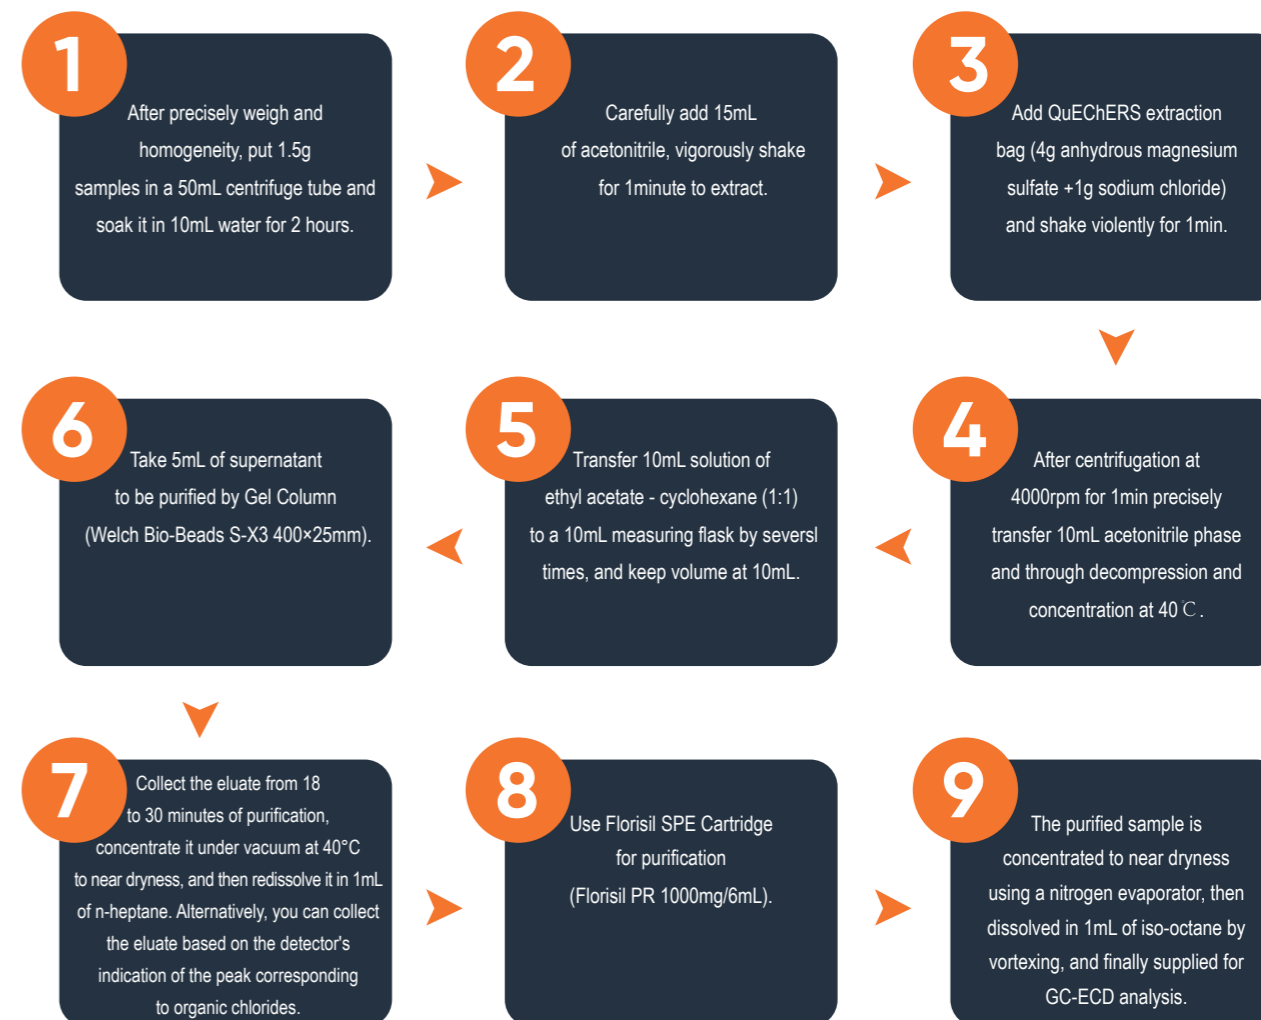 1
After precisely weigh and
homogeneity, put 1.5g
samples in a 50mL centrifuge tube and
soak it in 10mL water for 2 hours.
2
Carefully add 15mL
of acetonitrile, vigorously shake
for 1minute to extract.
3
Add QuEChERS extraction
bag (4g anhydrous magnesium
sulfate +1g sodium chloride)
and shake violently for 1min.
4
After centrifugation at
4000rpm for 1min precisely
transfer 10mL acetonitrile phase
and through decompression and
concentration at 40℃.
5
Transfer 10mL solution of
ethyl acetate - cyclohexane (1:1)
to a 10mL measuring flask by seversl
times, and keep volume at 10mL.
6
Take 5mL of supernatant
to be purified by Gel Column
(Welch Bio-Beads S-X3 400×25mm).
7
Collect the eluate from 18
to 30 minutes of purification,
concentrate it under vacuum at 40°C
to near dryness, and then redissolve it in 1mL
of n-heptane. Alternatively, you can collect
the eluate based on the detector's
indication of the peak corresponding
to organic chlorides.
8
Use Florisil SPE Cartridge
for purification
(Florisil PR 1000mg/6mL).
9
The purified sample is
concentrated to near dryness
using a nitrogen evaporator, then
dissolved in 1mL of iso-octane by
vortexing, and finally supplied for
GC-ECD analysis.